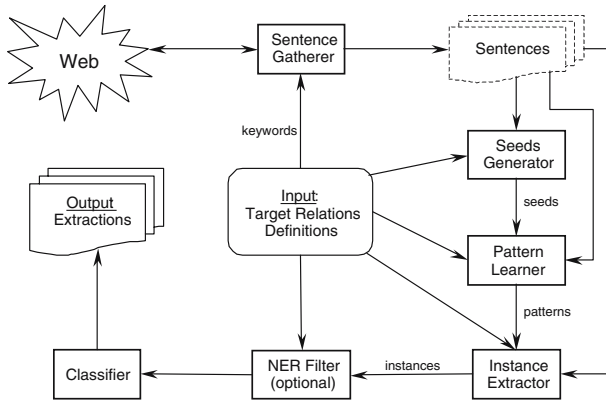 Web
Sentence
Gatherer
Sentences
keywords
Seeds
Generator
Output
Extractions
Input:
Target Relations
Definitions
seeds
Pattern
Learner
patterns
Classifier
NER Filter
(optional)
instances
Instance
Extractor